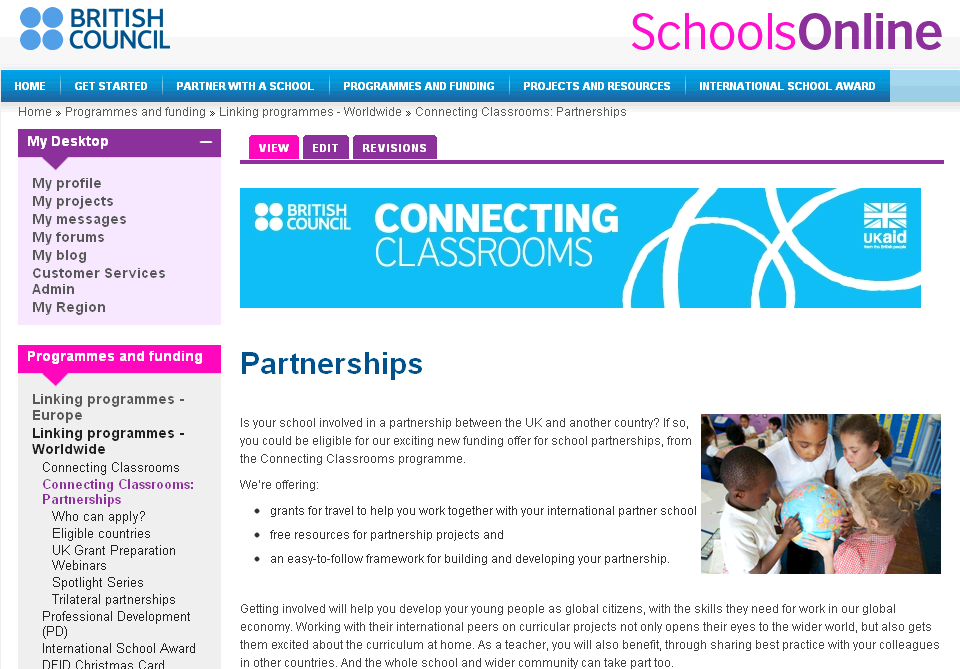 BRITISH
COUNCIL
SchoolsOnline
HOME GET STARTED PARTNER WITH A SCHOOL PROGRAMMES AND FUNDING PROJECTS AND RESOURCES INTERNATIONAL SCHOOL AWARD
Home » Programmes and funding » Linking programmes - Worldwide » Connecting Classrooms: Partnerships
My Desktop
My profile
My projects
My messages
My forums
My blog
Customer Services
Admin
My Region
Programmes and funding
Linking programmes -
Europe
Linking programmes -
Worldwide
Connecting Classrooms
Connecting Classrooms:
Partnerships
Who can apply?
Eligible countries
UK Grant Preparation
Webinars
Spotlight Series
Trilateral partnerships
Professional Development
(PD)
International School Award
DFID Christmas Card
VIEW EDIT REVISIONS
BRITISH
COUNCIL
CONNECTING
CLASSROOMS
UKaid
from the British people
Partnerships
Is your school involved in a partnership between the UK and another country? If so,
you could be eligible for our exciting new funding offer for school partnerships, from
the Connecting Classrooms programme.
We're offering:
• grants for travel to help you work together with your international partner school
• free resources for partnership projects and
• an easy-to-follow framework for building and developing your partnership.
Getting involved will help you develop your young people as global citizens, with the skills they need for work in our global
economy. Working with their international peers on curricular projects not only opens their eyes to the wider world, but also gets
them excited about the curriculum at home. As a teacher, you will also benefit, through sharing best practice with your colleagues
in other countries. And the whole school and wider community can take part too.